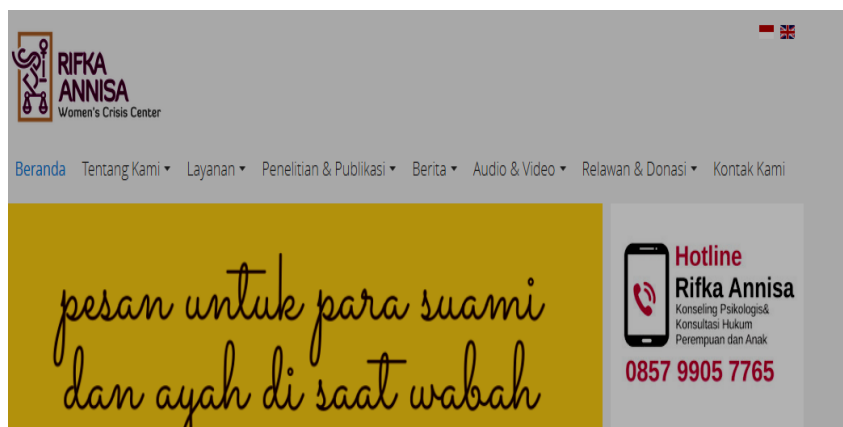 RIFKA
ANNISA
Women's Crisis Center
Beranda Tentang Kami Layanan Penelitian & Publikasi Berita Audio & Video Relawan & Donasi Kontak Kami
pesan untuk para suami
dan ayah di saat wabah
Hotline
Rifka Annisa
Konseling Psikologis&
Konsultasi Hukum
Perempuan dan Anak
0857 9905 7765